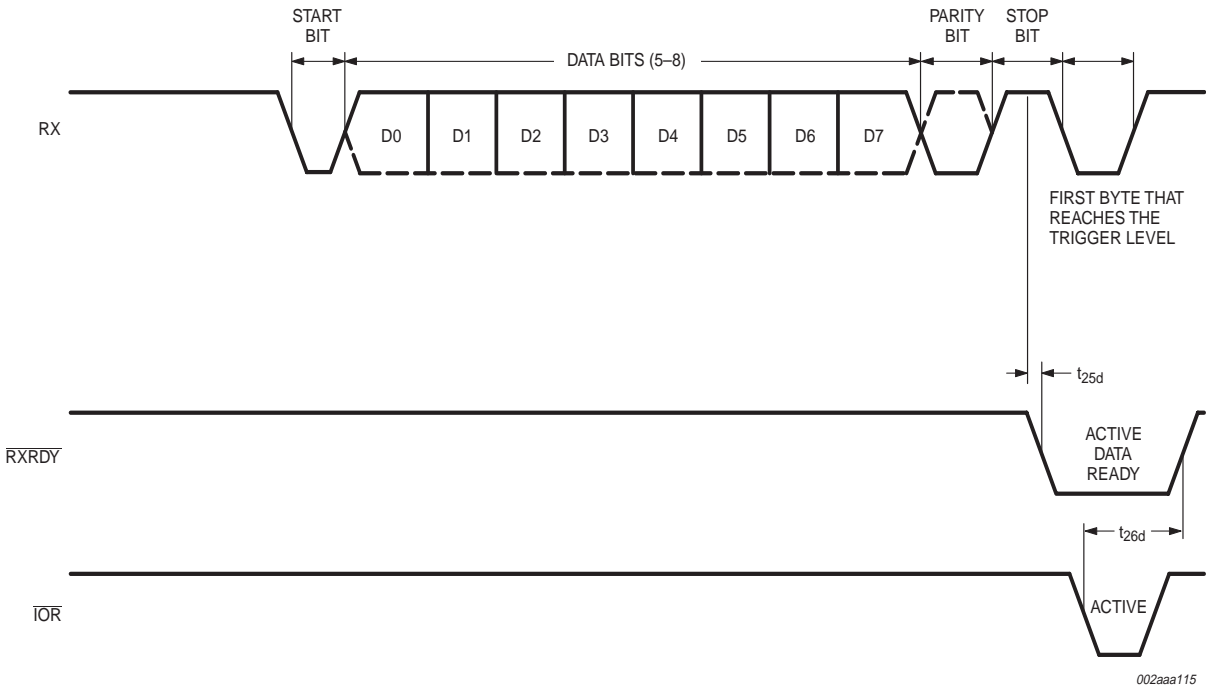 START
BIT
DATA BITS (5–8)
PARITY
BIT
STOP
BIT
RX
D0
D1
D2
D3
D4
D5
D6
D7
FIRST BYTE THAT
REACHES THE
TRIGGER LEVEL
t25d
RXRDY
ACTIVE
DATA
READY
t26d
IOR
ACTIVE
002aaa115